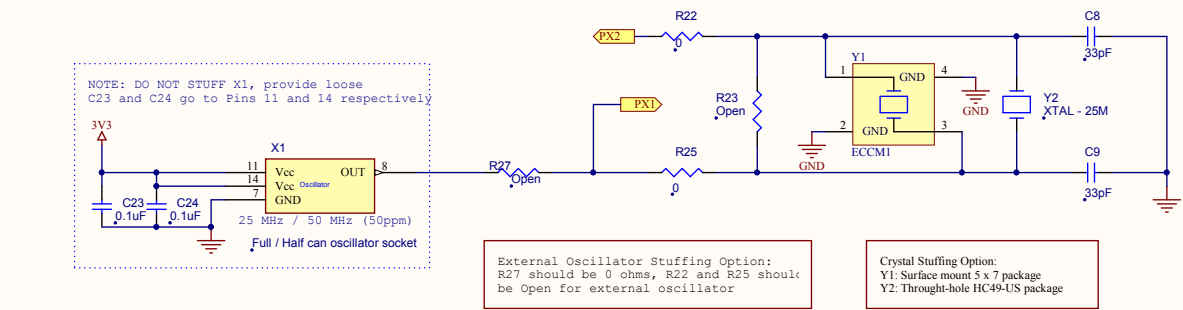 R22
PX2
0
C8
33pF
NOTE: DO NOT STUFF X1, provide loose
C23 and C24 go to Pins 11 and 14 respectively
3V3
PX1
R23
Open
Y1
1
GND
4
GND
2
GND
3
GND
ECCM1
Y2
XTAL - 25M
X1
11
Vcc
OUT
8
14
Vcc
Oscillator
7
GND
R27
Open
R25
0
C9
33pF
C23
0.1uF
C24
0.1uF
25 MHz / 50 MHz (50ppm)
Full / Half can oscillator socket
External Oscillator Stuffing Option:
R27 should be 0 ohms, R22 and R25 should
be Open for external oscillator
Crystal Stuffing Option:
Y1: Surface mount 5 x 7 package
Y2: Throught-hole HC49-US package